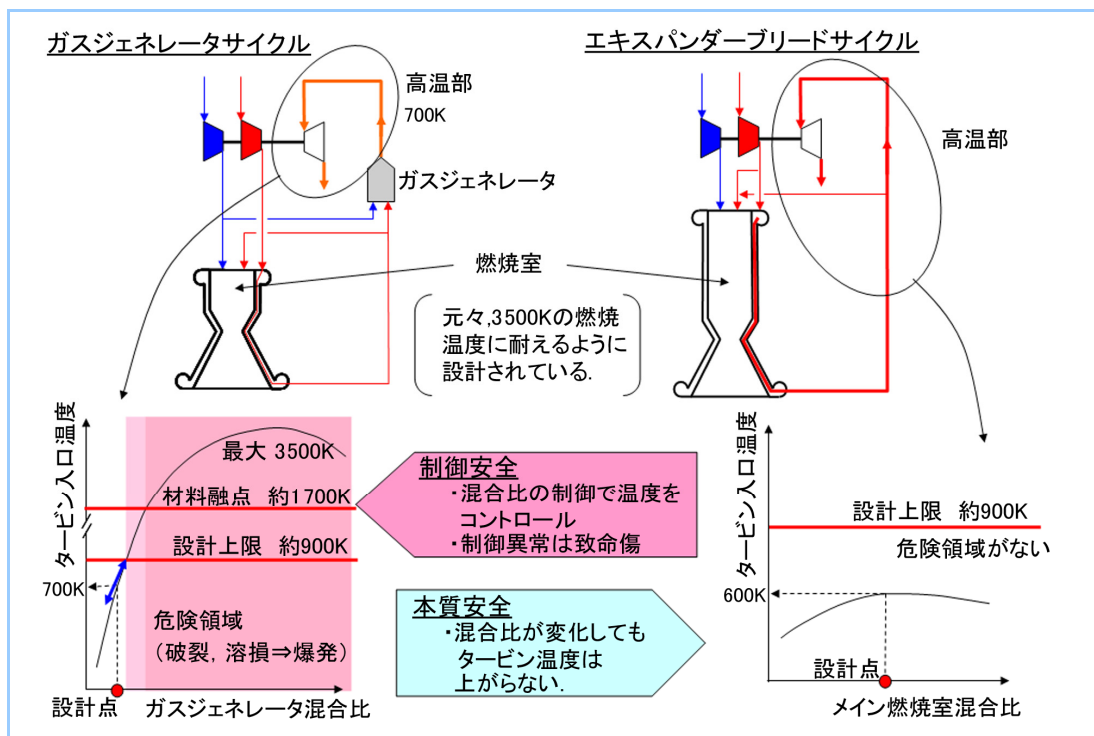 ガスジェネレータサイクル
高温部
700K
ガスジェネレータ
エキスパンダーブリードサイクル
高温部
燃焼室
元々,3500Kの燃焼
温度に耐えるように
設計されている.
タービン入口温度
最大 3500K
材料融点 約1700K
設計上限 約900K
700K
危険領域
(破裂, 溶損⇒爆発)
設計点
ガスジェネレータ混合比
制御安全
・混合比の制御で温度を
コントロール
・制御異常は致命傷
本質安全
・混合比が変化しても
タービン温度は
上がらない.
タービン入口温度
設計上限 約900K
危険領域がない
600K
設計点
メイン燃焼室混合比